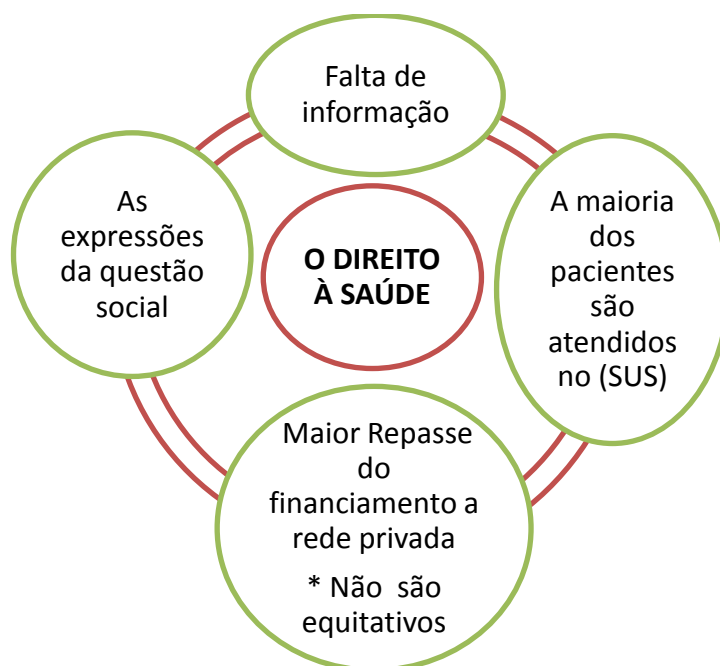 Falta de
informação
As
expressões
da questão
social
O DIREITO
À SAÚDE
A maioria
dos
pacientes
são
atendidos
no (SUS)
Maior Repasse
do
financiamento a
rede privada
* Não são
equitativos